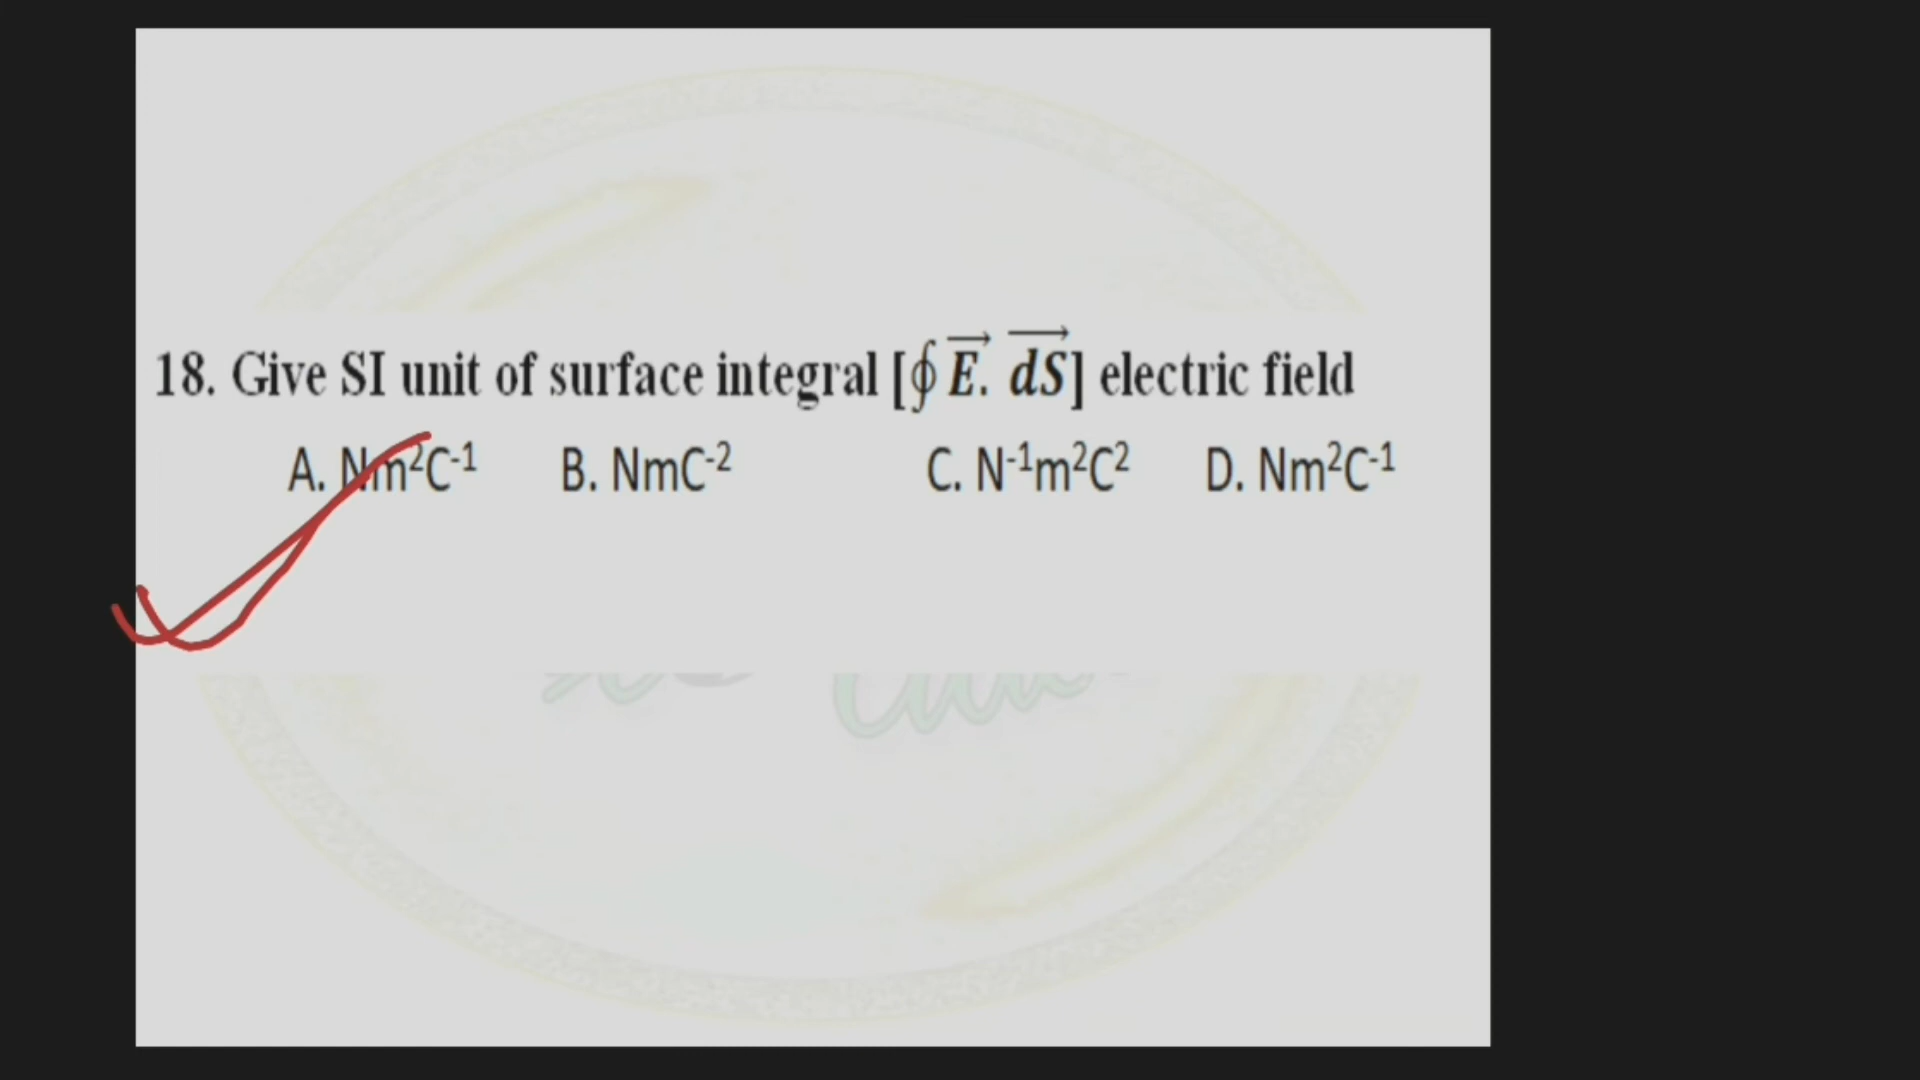 18. Give SI unit of surface integral [∮ E⃗. dS⃗] electric field
A. Nm²C⁻¹ B. NmC⁻² C. N⁻¹m²C² D. Nm²C⁻¹